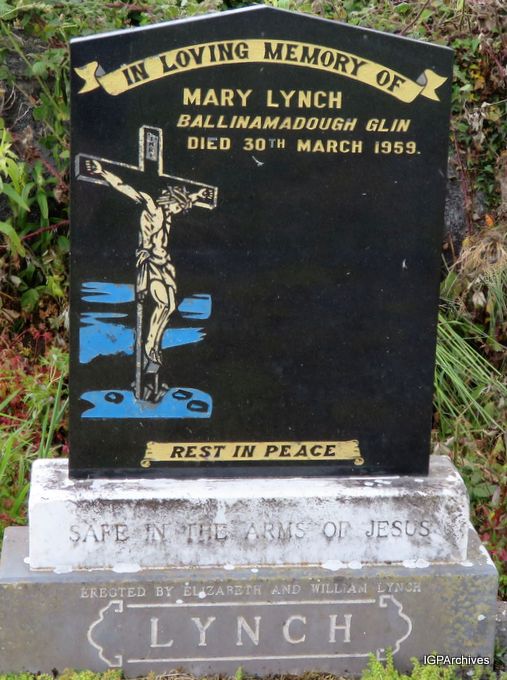 IN LOVING MEMORY OF
MARY LYNCH
BALLINAMADOUGH GLIN
DIED 30TH MARCH 1959.
INRI
REST IN PEACE
SAFE IN THE ARMS OF JESUS
ERECTED BY ELIZABETH AND WILLIAM LYNCH
LYNCH
IGPArchives